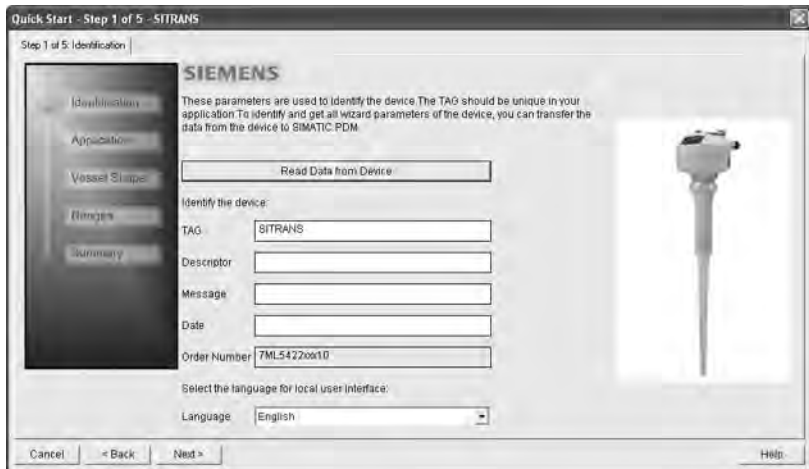 Quick Start - Step 1 of 5 - SITRANS
Step 1 of 5: Identification
SIEMENS
Identification
Application
Vessel Shape
Ranges
Summary
These parameters are used to identify the device.The TAG should be unique in your
application.To identify and get all wizard parameters of the device, you can transfer the
data from the device to SIMATIC PDM.
Read Data from Device
Identify the device:
TAG
SITRANS
Descriptor
Message
Date
Order Number
7ML5422xxx10
Select the language for local user interface:
Language
English
Cancel
< Back
Next >
Help